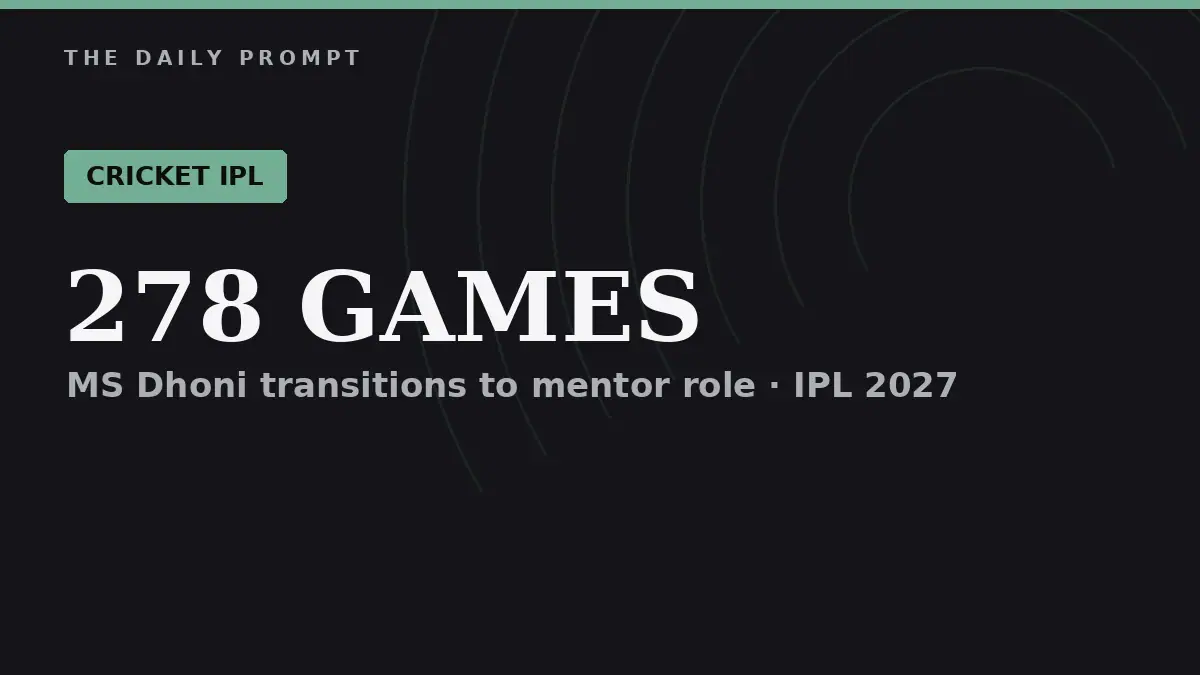 THE DAILY PROMPT
CRICKET IPL
278 GAMES
MS Dhoni transitions to mentor role · IPL 2027